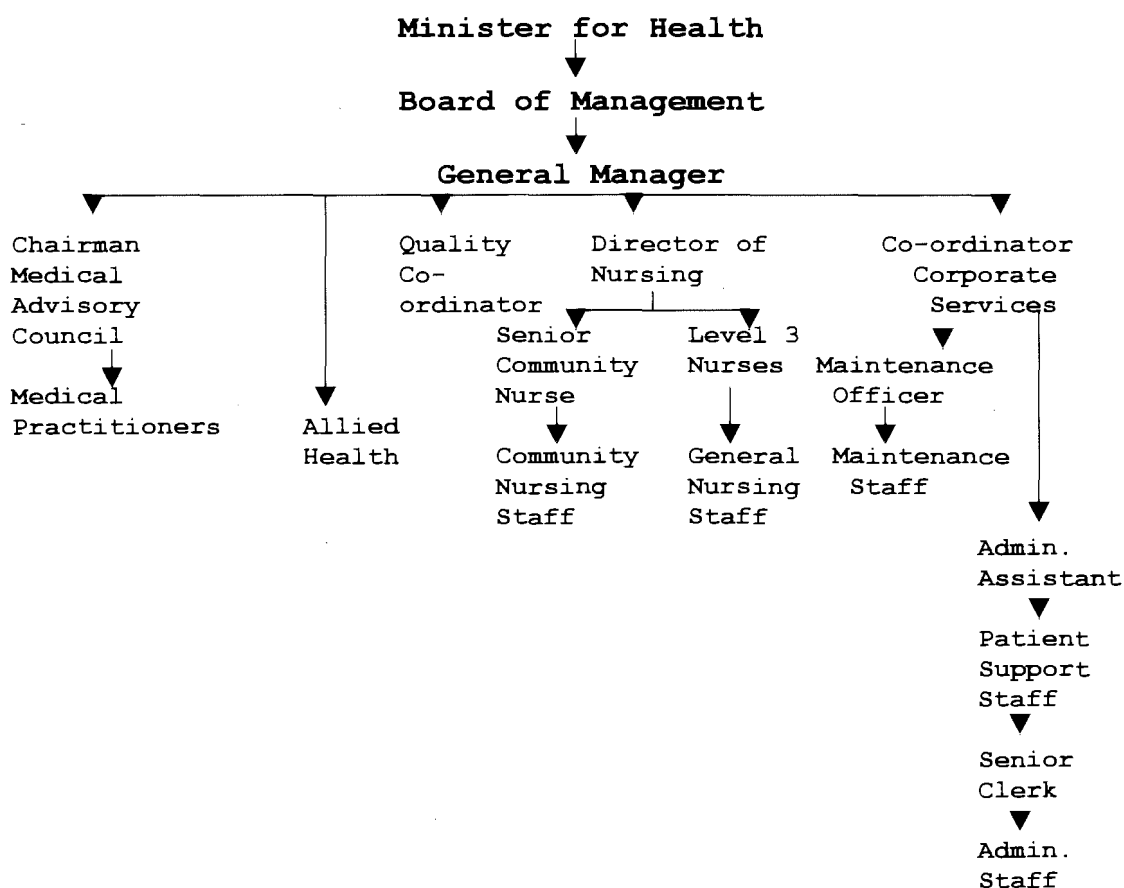 Minister for Health
Board of Management
General Manager
Chairman
Medical
Advisory
Council
Medical
Practitioners
Allied
Health
Quality
Co-
ordinator
Director of
Nursing
Senior
Community
Nurse
Community
Nursing
Staff
Level 3
Nurses
General
Nursing
Staff
Co-ordinator
Corporate
Services
Maintenance
Officer
Maintenance
Staff
Admin.
Assistant
Patient
Support
Staff
Senior
Clerk
Admin.
Staff